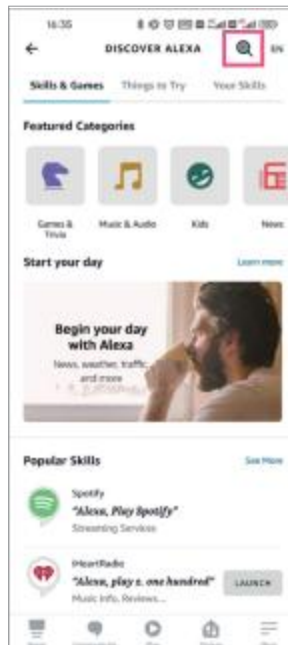 16:35
DISCOVER ALEXA
EN
Skills & Games
Things to Try
Your Skills
Featured Categories
Games &
Trivia
Music & Audio
Kids
News
Start your day
Learn more
Begin your day
with Alexa
News, weather, traffic,
and more
Popular Skills
See More
Spotify
"Alexa, Play Spotify"
Streaming Services
iHeartRadio
"Alexa, play z. one hundred"
LAUNCH
Music Info, Reviews...